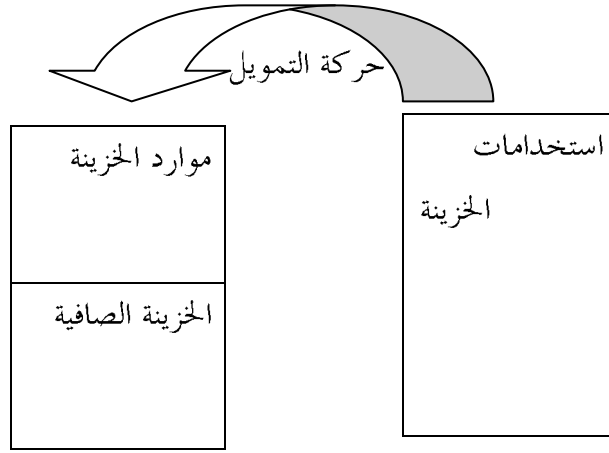 حركة التمويل
استخدامات
الخزينة
موارد الخزينة
الخزينة الصافية